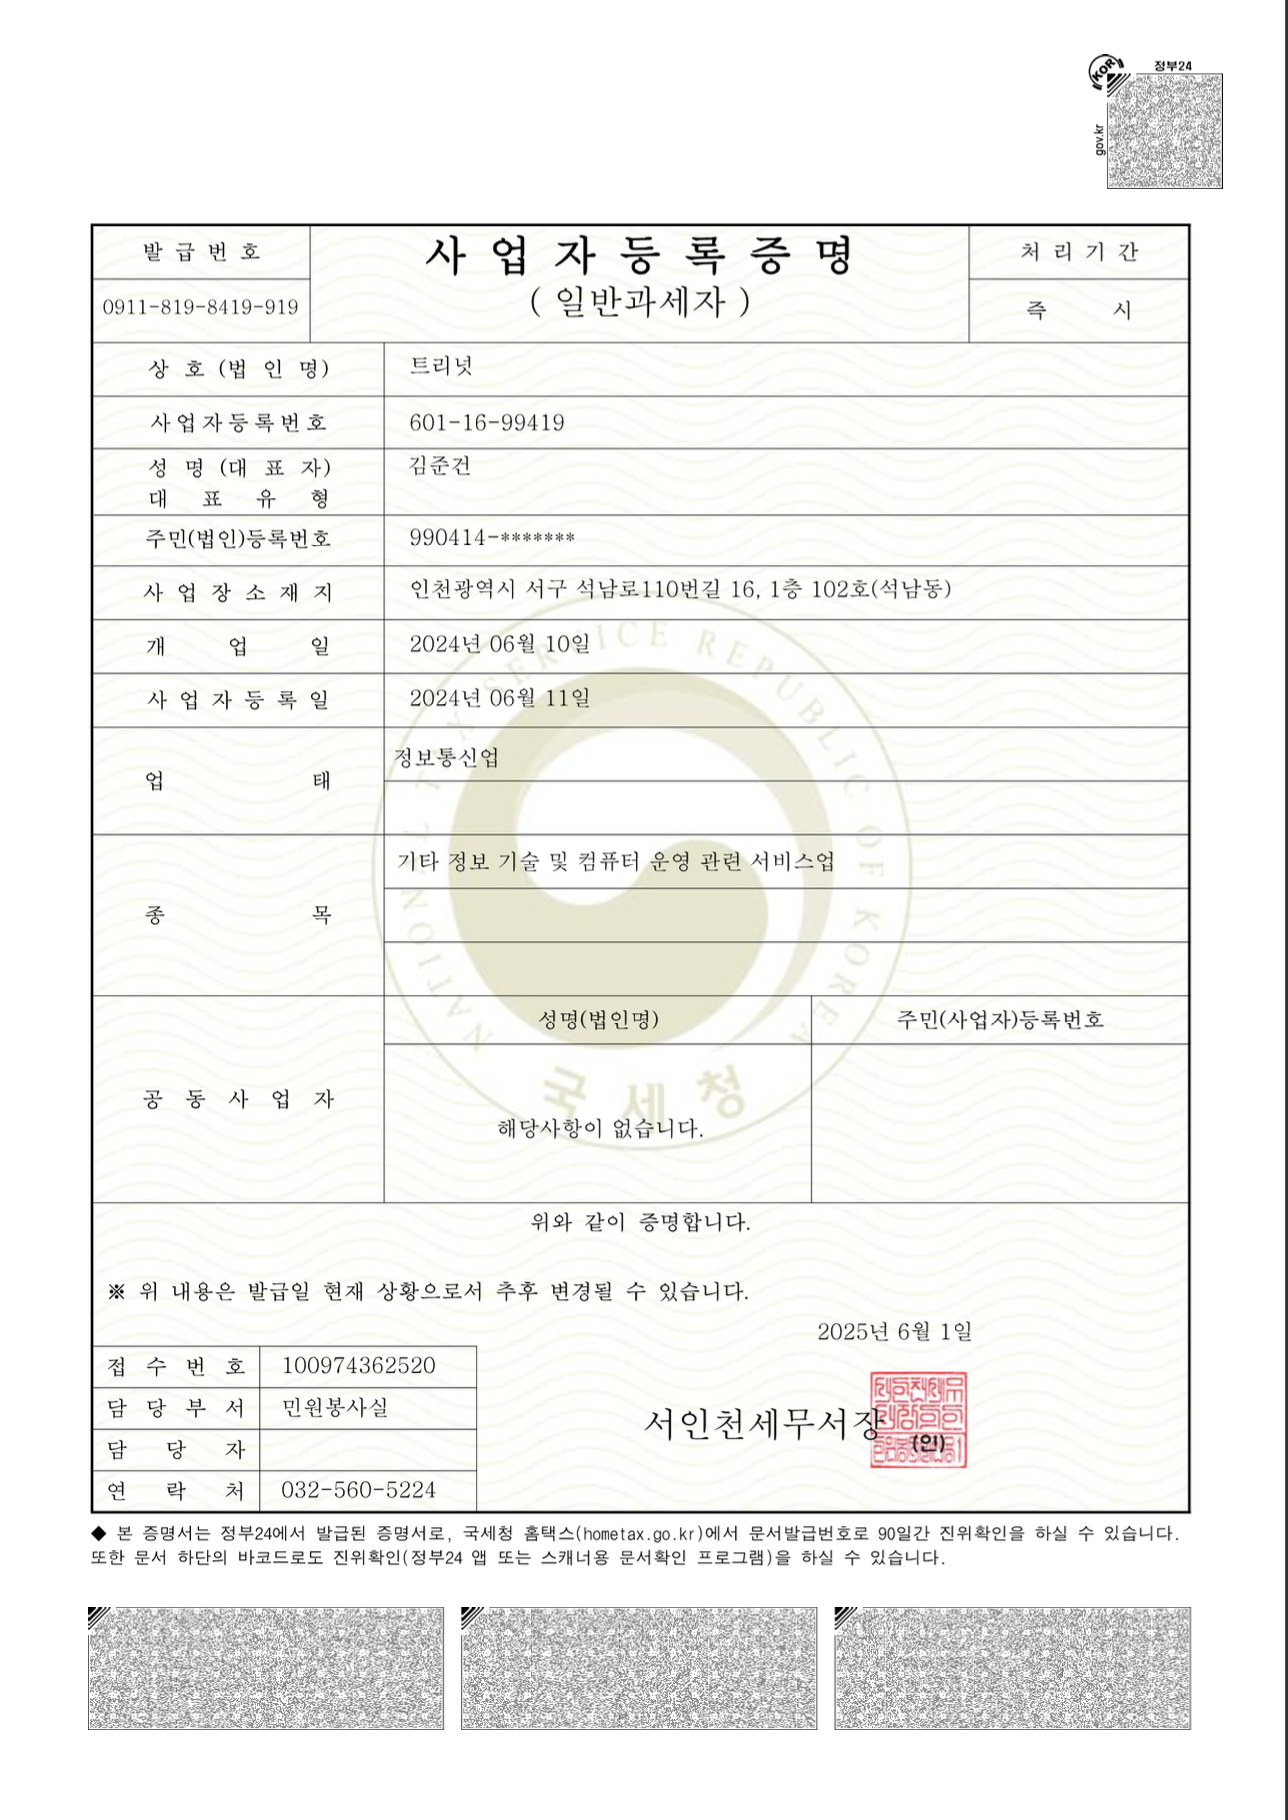 정부24
KOR
gov.kr
발급번호
사업자등록증명
처리기간
0911-819-8419-919
(일반과세자)
즉 시
상 호 (법 인 명) 트리넛
사업자등록번호 601-16-99419
성 명 (대 표 자) 김준건
대 표 유 형
주민(법인)등록번호 990414-*******
사 업 장 소 재 지 인천광역시 서구 석남로110번길 16, 1층 102호(석남동)
개 업 일 2024년 06월 10일
사 업 자 등 록 일 2024년 06월 11일
업 태 정보통신업
종 목 기타 정보 기술 및 컴퓨터 운영 관련 서비스업
NATIONAL TAX SERVICE REPUBLIC OF KOREA
국세청
공 동 사 업 자
성명(법인명) 주민(사업자)등록번호
해당사항이 없습니다.
위와 같이 증명합니다.
※ 위 내용은 발급일 현재 상황으로서 추후 변경될 수 있습니다.
2025년 6월 1일
접 수 번 호 100974362520
담 당 부 서 민원봉사실
담 당 자
연 락 처 032-560-5224
서인천세무서장
(인)
◆ 본 증명서는 정부24에서 발급된 증명서로, 국세청 홈택스(hometax.go.kr)에서 문서발급번호로 90일간 진위확인을 하실 수 있습니다.
또한 문서 하단의 바코드로도 진위확인(정부24 앱 또는 스캐너용 문서확인 프로그램)을 하실 수 있습니다.